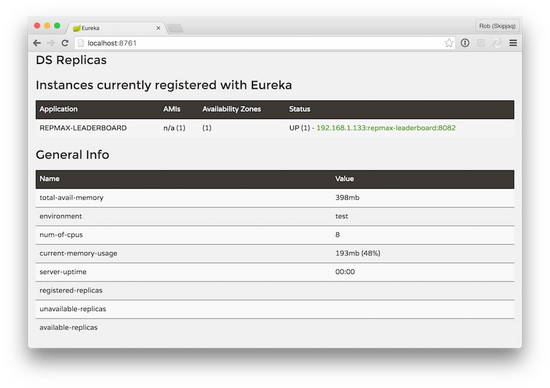 Eureka
Rob (Skipjaq)
localhost:8761
DS Replicas
Instances currently registered with Eureka
Application AMIs Availability Zones Status
REPMAX-LEADERBOARD n/a (1) (1) UP (1) - 192.168.1.133:repmax-leaderboard:8082
General Info
Name Value
total-avail-memory 398mb
environment test
num-of-cpus 8
current-memory-usage 193mb (48%)
server-uptime 00:00
registered-replicas
unavailable-replicas
available-replicas